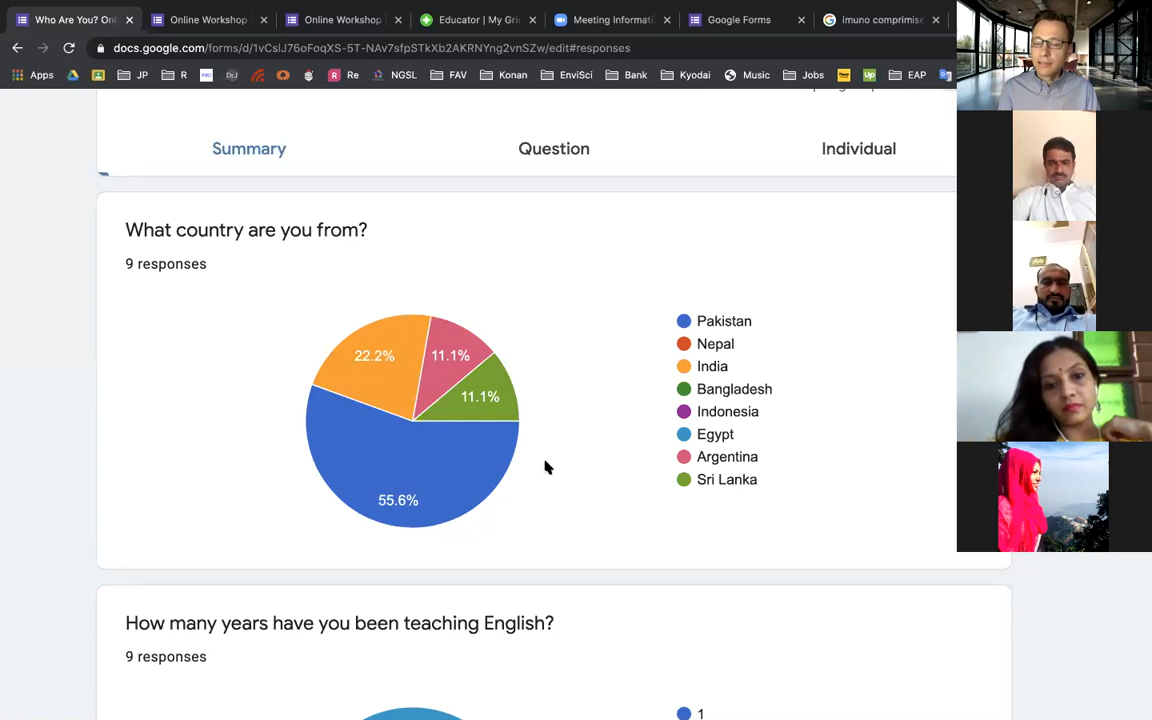 Who Are You? Onl
Online Workshop
Online Workshop
Educator | My Gri
Meeting Informati
Google Forms
imuno comprimise
docs.google.com/forms/d/1vCslJ76oFoqXS-5T-NAv7sfpSTkXb2AKRNYng2vnSZw/edit#responses
Apps JP R Re NGSL FAV Konan EnviSci Bank Kyodai Music Jobs Up EAP
Summary Question Individual
What country are you from?
9 responses
22.2%
11.1%
11.1%
55.6%
Pakistan
Nepal
India
Bangladesh
Indonesia
Egypt
Argentina
Sri Lanka
How many years have you been teaching English?
9 responses
1